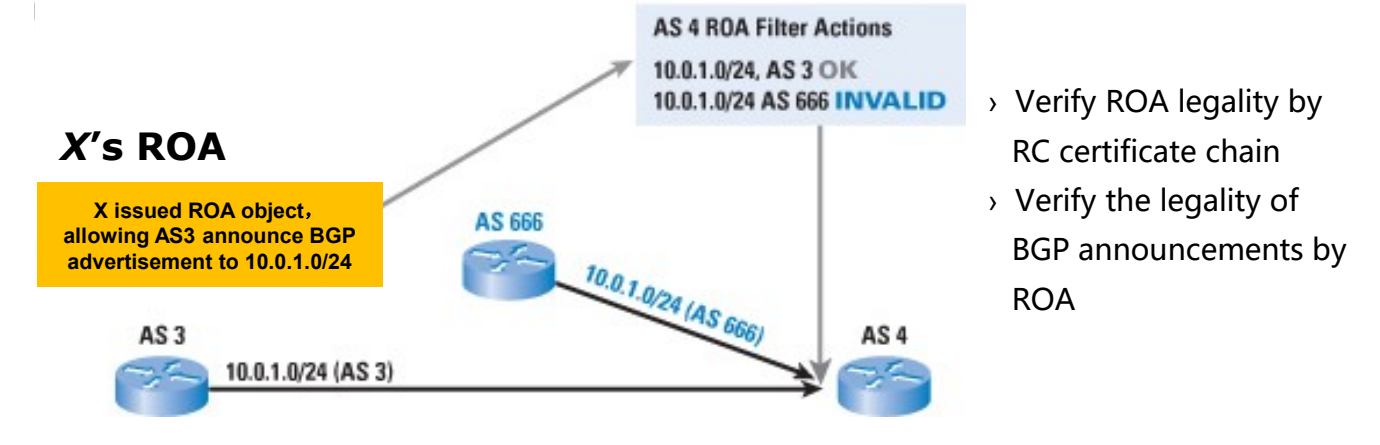 AS 4 ROA Filter Actions
10.0.1.0/24, AS 3 OK
10.0.1.0/24 AS 666 INVALID
X's ROA
X issued ROA object,
allowing AS3 announce BGP
advertisement to 10.0.1.0/24
AS 666
10.0.1.0/24 (AS 666)
AS 3
10.0.1.0/24 (AS 3)
AS 4
› Verify ROA legality by
RC certificate chain
› Verify the legality of
BGP announcements by
ROA